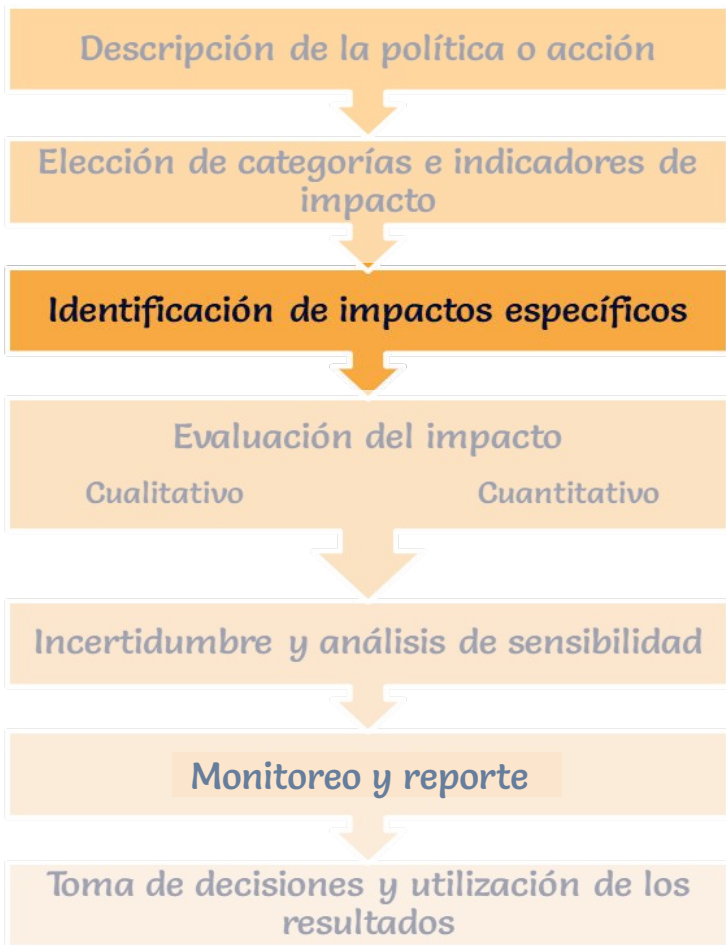 Descripción de la política o acción
Elección de categorías e indicadores de
impacto
Identificación de impactos específicos
Evaluación del impacto
Cualitativo Cuantitativo
Incertidumbre y análisis de sensibilidad
Monitoreo y reporte
Toma de decisiones y utilización de los
resultados